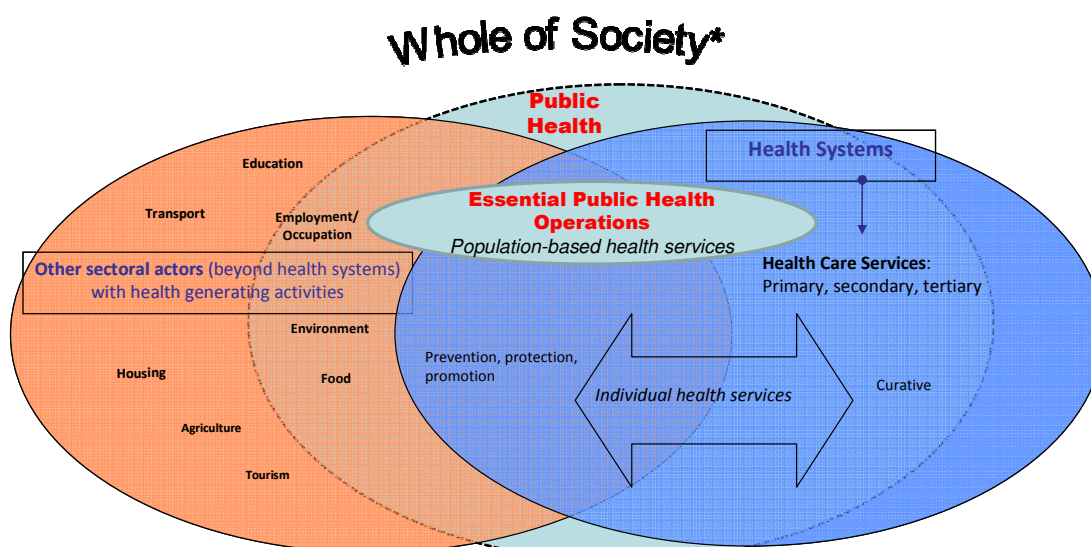 Whole of Society*
Public
Health
Health Systems
Education
Essential Public Health
Operations
Population-based health services
Transport
Employment/
Occupation
Other sectoral actors (beyond health systems)
with health generating activities
Health Care Services:
Primary, secondary, tertiary
Environment
Prevention, protection,
promotion
Housing
Food
Individual health services
Curative
Agriculture
Tourism